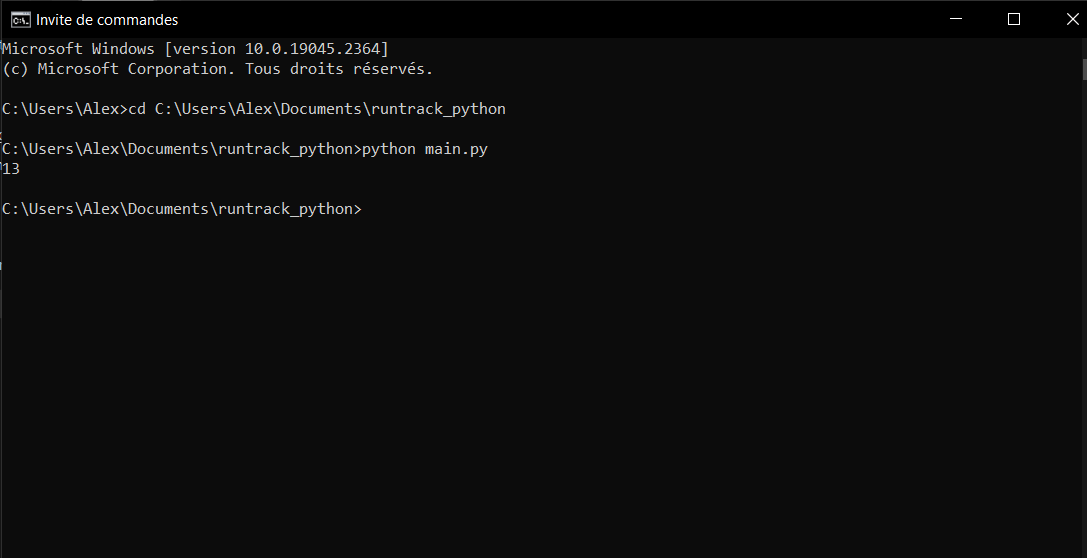 Invite de commandes
Microsoft Windows [version 10.0.19045.2364]
(c) Microsoft Corporation. Tous droits réservés.
C:\Users\Alex>cd C:\Users\Alex\Documents\runtrack_python
C:\Users\Alex\Documents\runtrack_python>python main.py
13
C:\Users\Alex\Documents\runtrack_python>